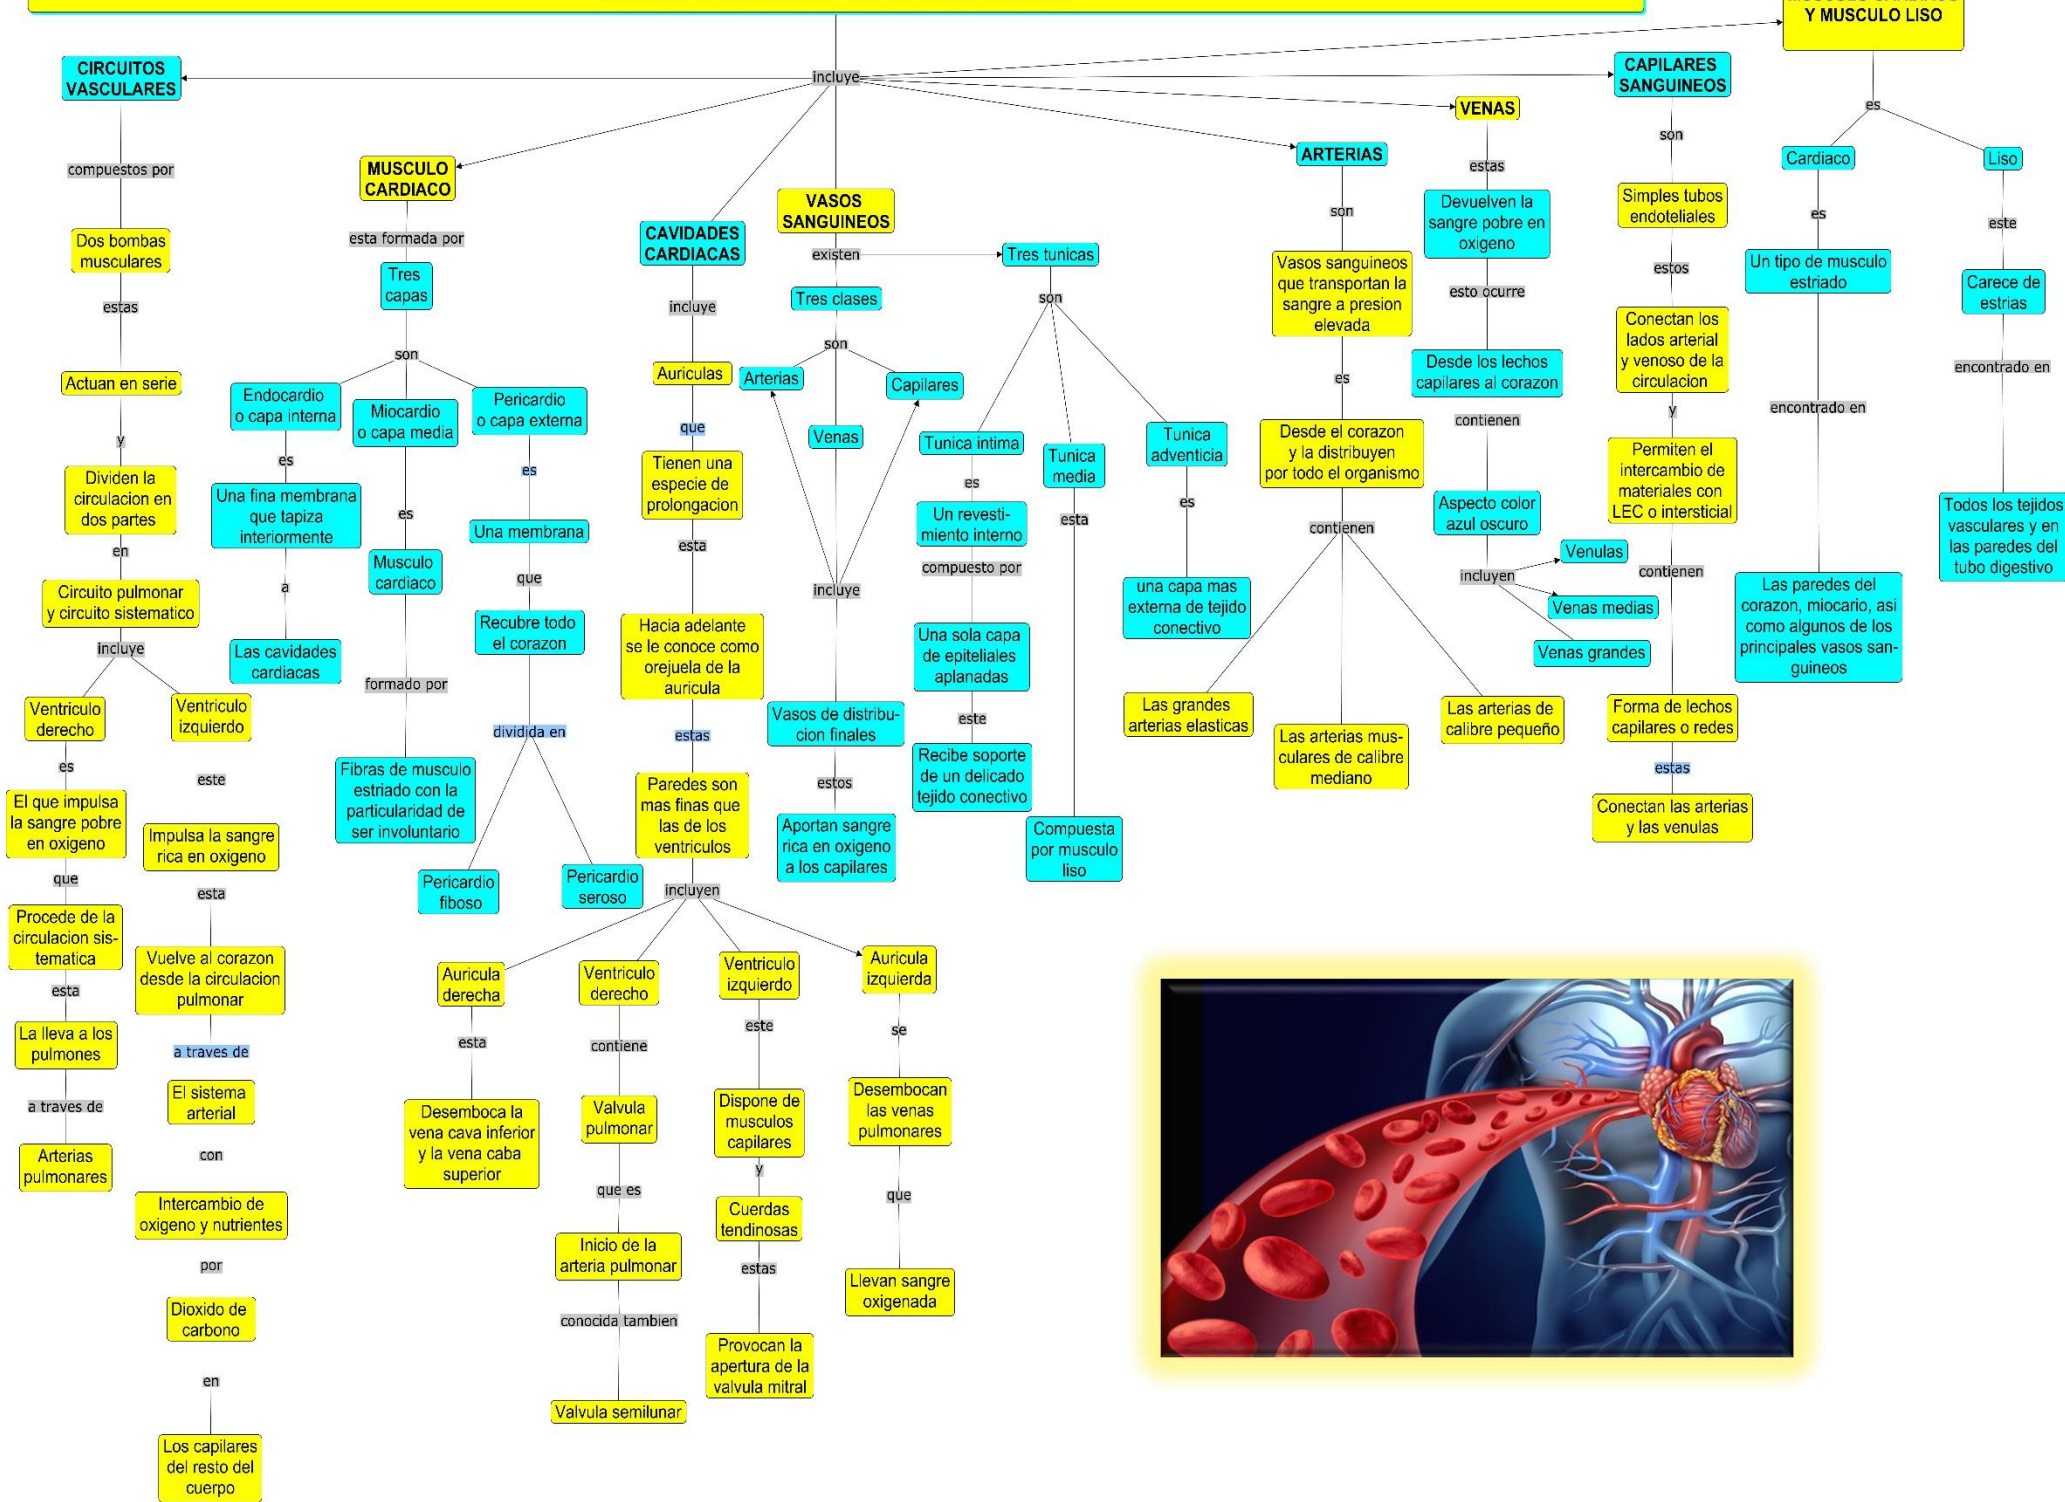 Y MUSCULO LISO
incluye
CIRCUITOS
VASCULARES
compuestos por
Dos bombas
musculares
estas
Actuan en serie
y
Dividen la
circulacion en
dos partes
en
Circuito pulmonar
y circuito sistematico
incluye
Ventriculo
derecho
es
El que impulsa
la sangre pobre
en oxigeno
que
Procede de la
circulacion sis-
tematica
esta
La lleva a los
pulmones
a traves de
Arterias
pulmonares
Ventriculo
izquierdo
este
Impulsa la sangre
rica en oxigeno
esta
Vuelve al corazon
desde la circulacion
pulmonar
a traves de
El sistema
arterial
con
Intercambio de
oxigeno y nutrientes
por
Dioxido de
carbono
en
Los capilares
del resto del
cuerpo
MUSCULO
CARDIACO
esta formada por
Tres
capas
son
Endocardio
o capa interna
es
Una fina membrana
que tapiza
interiormente
a
Las cavidades
cardiacas
Miocardio
o capa media
es
Musculo
cardiaco
formado por
Fibras de musculo
estriado con la
particularidad de
ser involuntario
Pericardio
o capa externa
es
Una membrana
que
Recubre todo
el corazon
dividida en
Pericardio
fiboso
Pericardio
seroso
CAVIDADES
CARDIACAS
incluye
Auriculas
que
Tienen una
especie de
prolongacion
esta
Hacia adelante
se le conoce como
orejuela de la
auricula
estas
Paredes son
mas finas que
las de los
ventriculos
incluyen
Auricula
derecha
esta
Desemboca la
vena cava inferior
y la vena caba
superior
Ventriculo
derecho
contiene
Valvula
pulmonar
que es
Inicio de la
arteria pulmonar
conocida tambien
Valvula semilunar
Ventriculo
izquierdo
este
Dispone de
musculos
capilares
y
Cuerdas
tendinosas
estas
Provocan la
apertura de la
valvula mitral
Auricula
izquierda
se
Desembocan
las venas
pulmonares
que
Llevan sangre
oxigenada
VASOS
SANGUINEOS
existen
Tres clases
son
Arterias
Venas
Capilares
incluye
Vasos de distribu-
cion finales
estos
Aportan sangre
rica en oxigeno
a los capilares
Tres tunicas
son
Tunica intima
es
Un revesti-
miento interno
compuesto por
Una sola capa
de epiteliales
aplanadas
este
Recibe soporte
de un delicado
tejido conectivo
Tunica
media
esta
Compuesta
por musculo
liso
Tunica
adventicia
es
una capa mas
externa de tejido
conectivo
ARTERIAS
son
Vasos sanguineos
que transportan la
sangre a presion
elevada
es
Desde el corazon
y la distribuyen
por todo el organismo
contienen
Las grandes
arterias elasticas
Las arterias mus-
culares de calibre
mediano
Las arterias de
calibre pequeño
VENAS
estas
Devuelven la
sangre pobre en
oxigeno
esto ocurre
Desde los lechos
capilares al corazon
contienen
Aspecto color
azul oscuro
incluyen
Venulas
Venas medias
Venas grandes
CAPILARES
SANGUINEOS
son
Simples tubos
endoteliales
estos
Conectan los
lados arterial
y venoso de la
circulacion
y
Permiten el
intercambio de
materiales con
LEC o intersticial
contienen
Forma de lechos
capilares o redes
estas
Conectan las arterias
y las venulas
es
Cardiaco
es
Un tipo de musculo
estriado
encontrado en
Las paredes del
corazon, miocario, asi
como algunos de los
principales vasos san-
guineos
Liso
este
Carece de
estrias
encontrado en
Todos los tejidos
vasculares y en
las paredes del
tubo digestivo